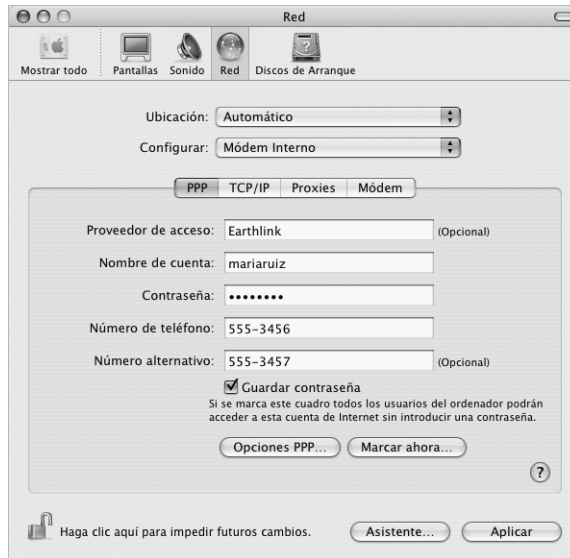 Red
Mostrar todo Pantallas Sonido Red Discos de Arranque
Ubicación: Automático
Configurar: Módem Interno
PPP TCP/IP Proxies Módem
Proveedor de acceso: Earthlink (Opcional)
Nombre de cuenta: mariaruiz
Contraseña: ••••••••
Número de teléfono: 555-3456
Número alternativo: 555-3457 (Opcional)
Guardar contraseña
Si se marca este cuadro todos los usuarios del ordenador podrán
acceder a esta cuenta de Internet sin introducir una contraseña.
Opciones PPP... Marcar ahora...
?
Haga clic aquí para impedir futuros cambios. Asistente... Aplicar